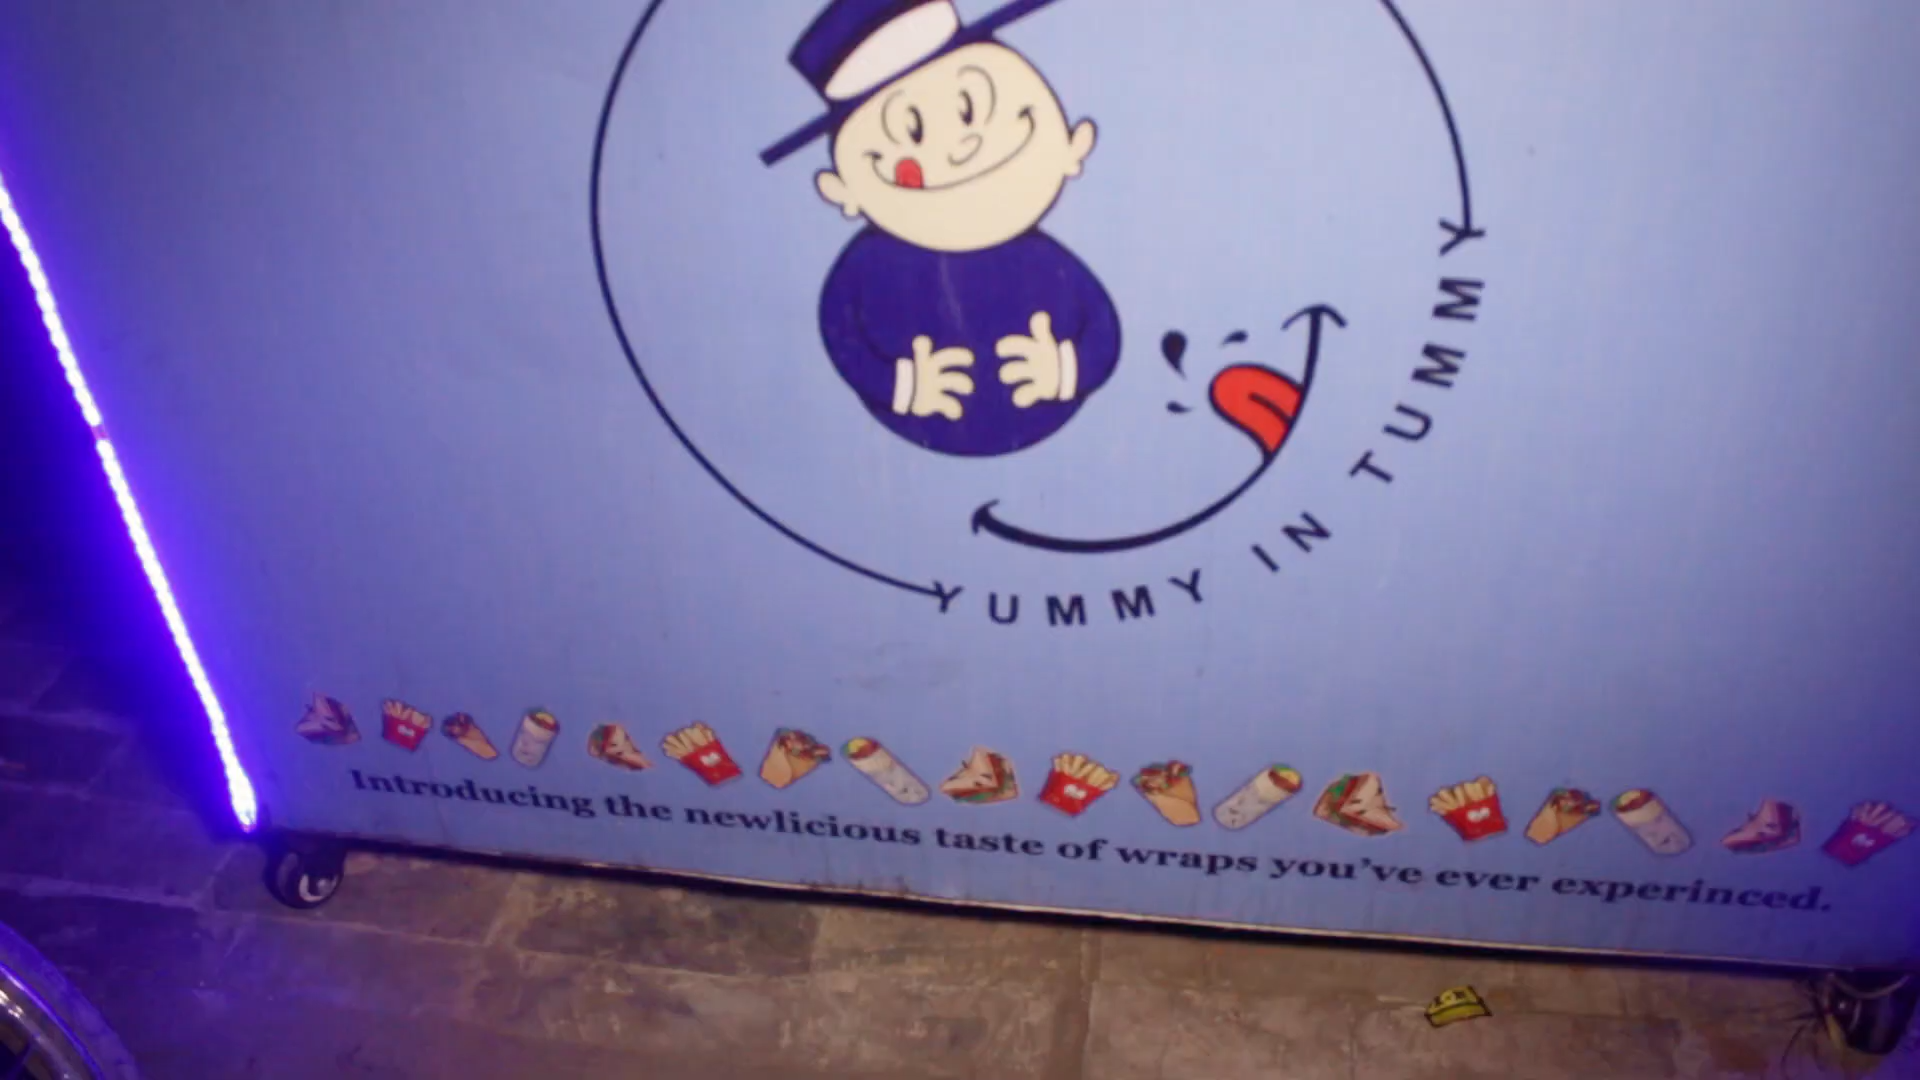 YUMMY IN TUMMY
Introducing the newlicious taste of wraps you've ever experinced.